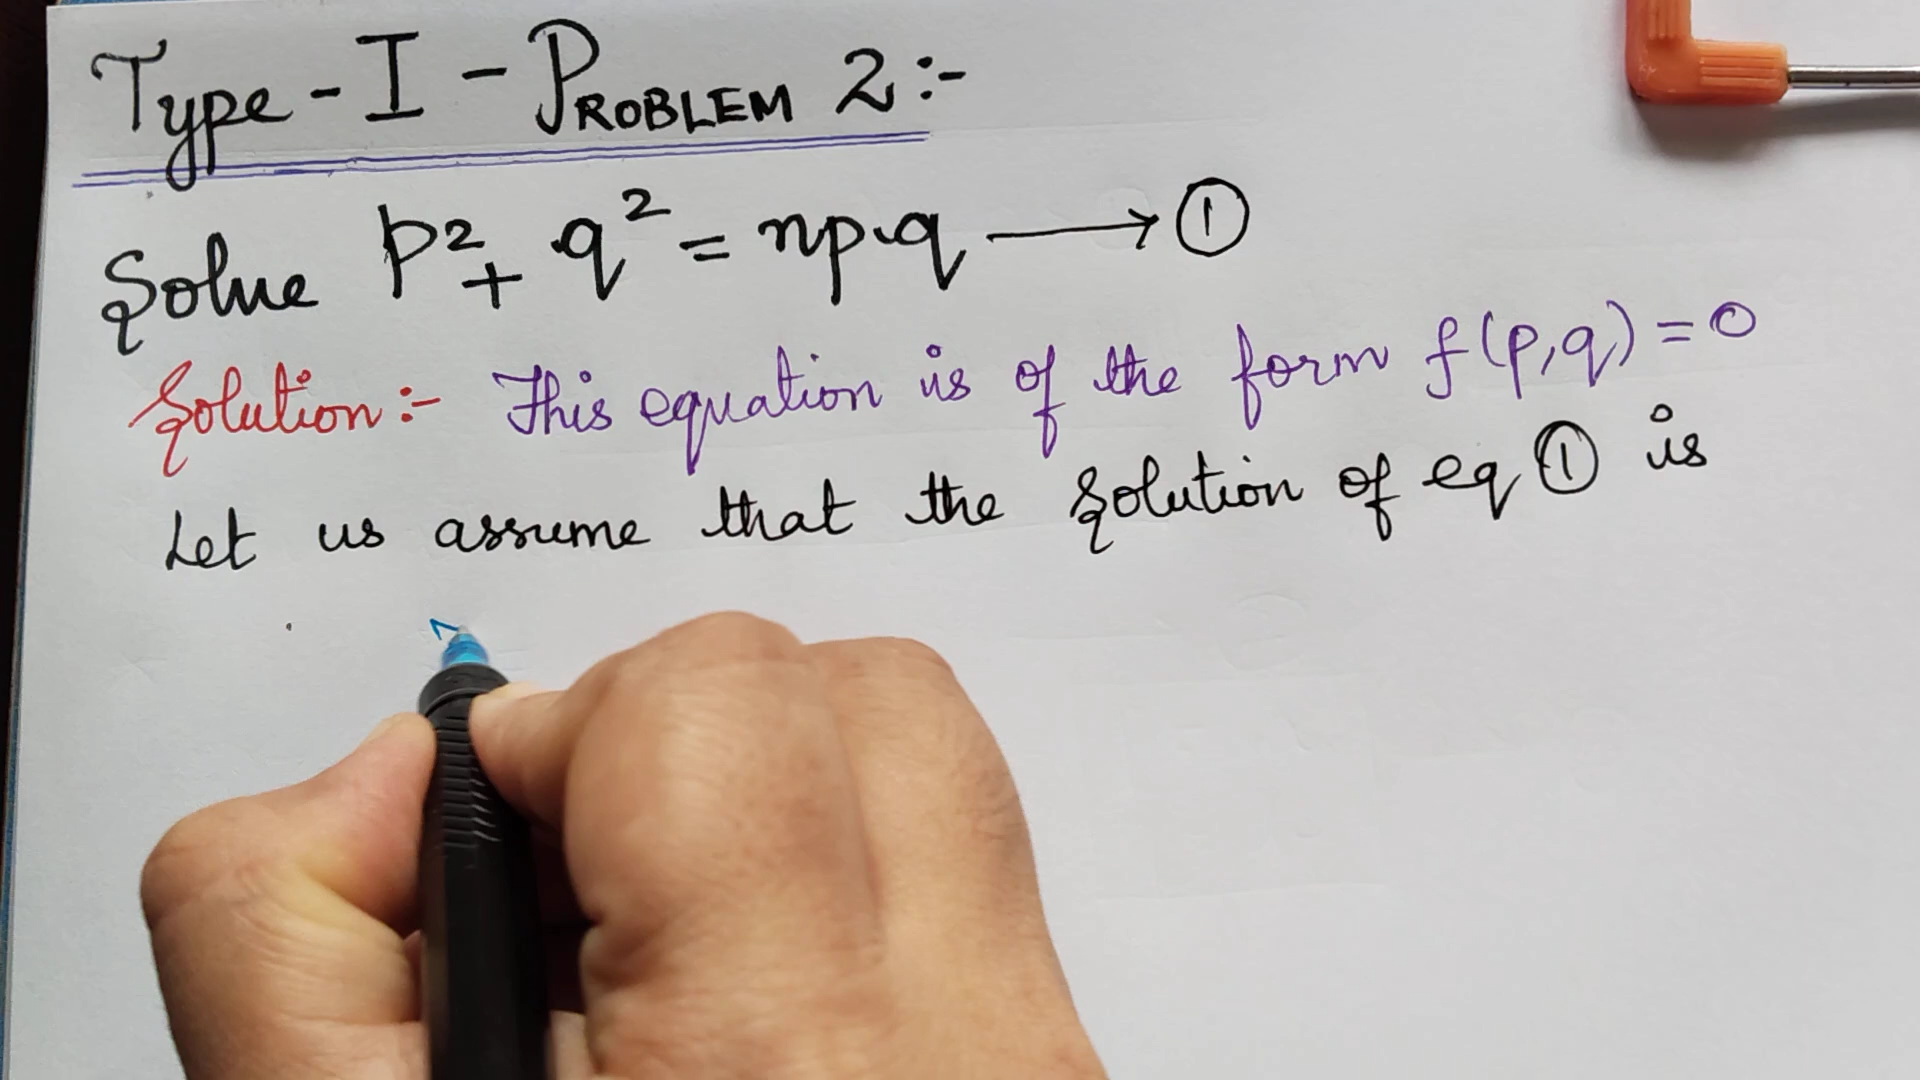 Type-I-PROBLEM 2:-
Solve p²+ q² = np.q ⟶ ①
Solution:- This equation is of the form f(p,q) = 0
Let us assume that the solution of eq ① is